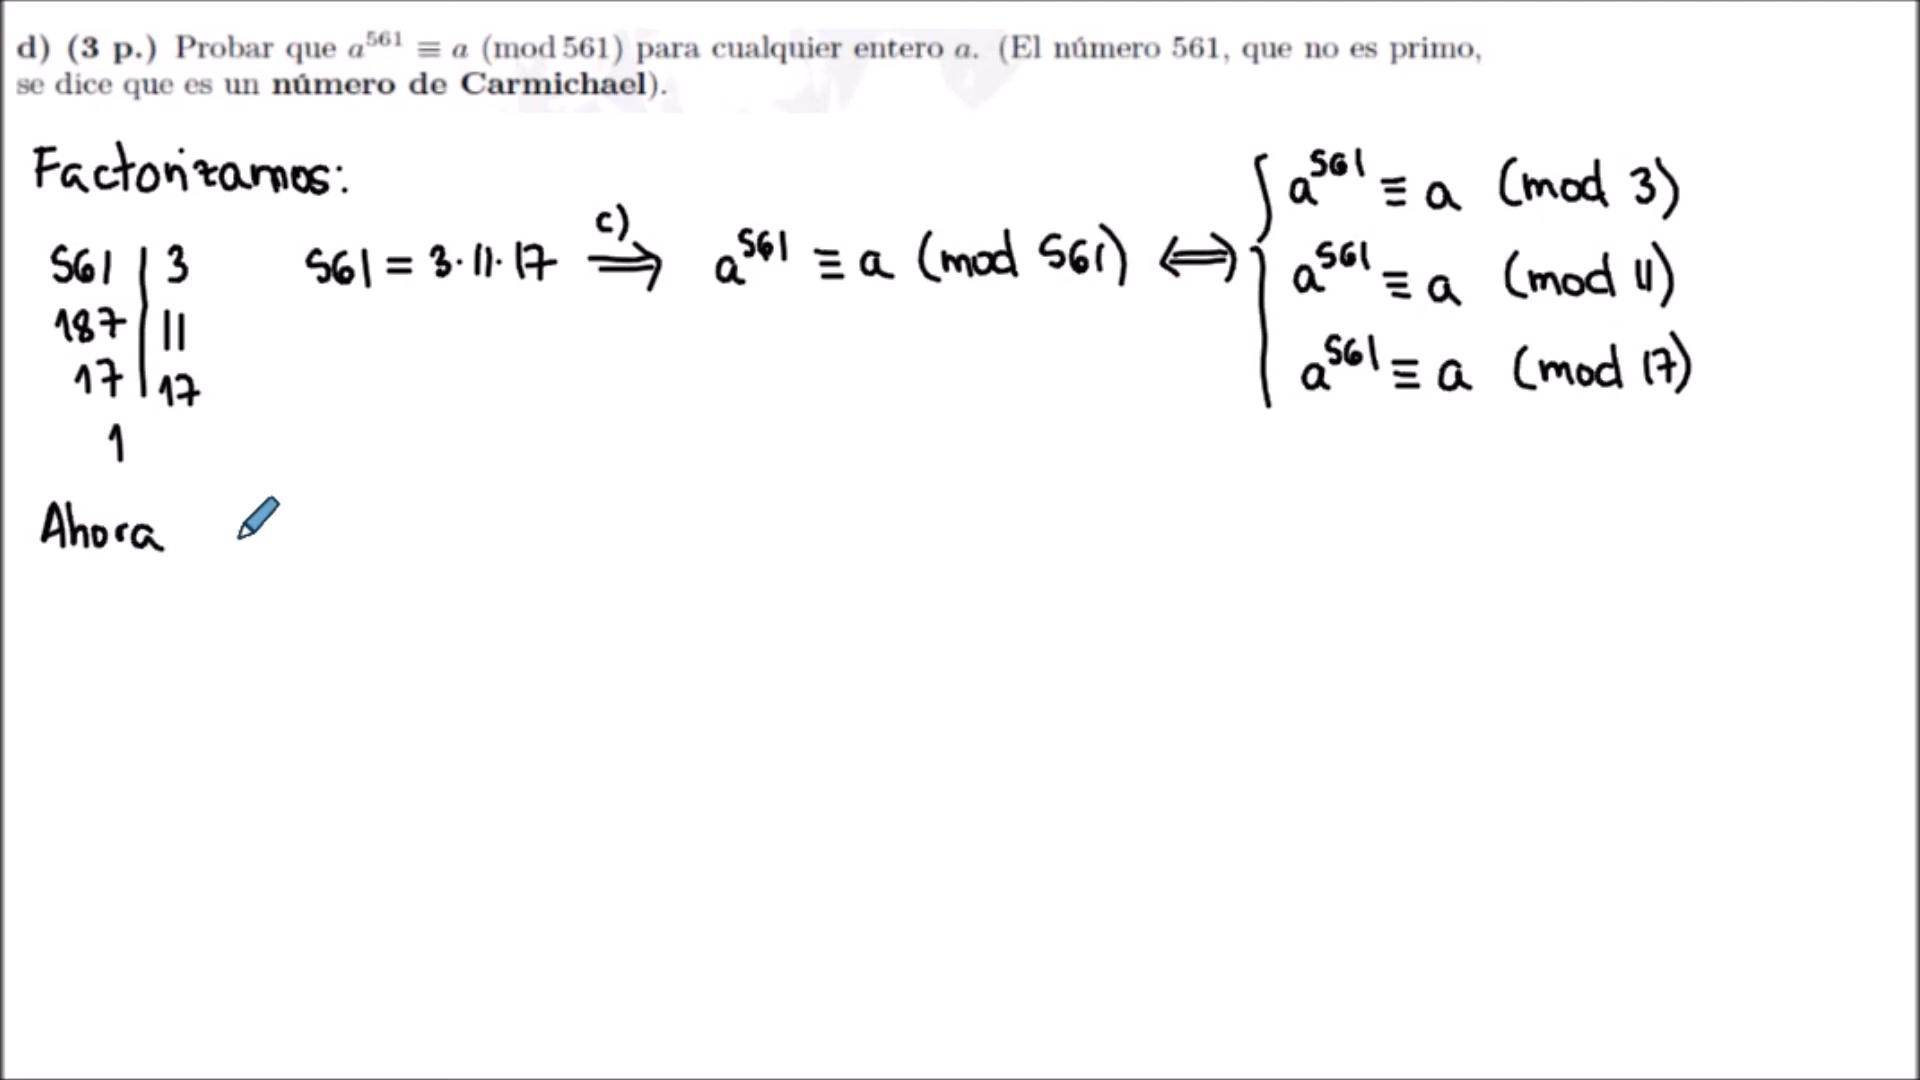 d) (3 p.) Probar que a^561 ≡ a (mod 561) para cualquier entero a. (El número 561, que no es primo,
se dice que es un número de Carmichael).
Factorizamos:
561 | 3
187 | 11
17 | 17
1
561 = 3·11·17 c) ⟹ a^561 ≡ a (mod 561) ⟺ {
a^561 ≡ a (mod 3)
a^561 ≡ a (mod 11)
a^561 ≡ a (mod 17)
Ahora